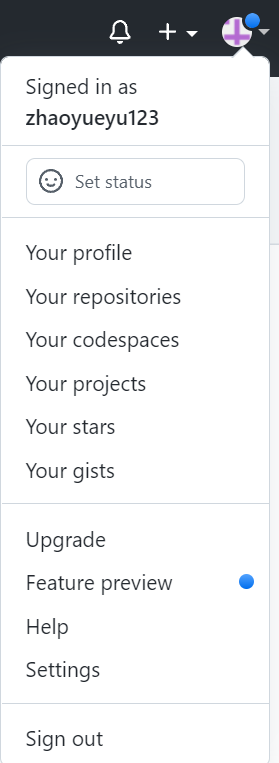 Signed in as
zhaoyueyu123
Set status
Your profile
Your repositories
Your codespaces
Your projects
Your stars
Your gists
Upgrade
Feature preview
Help
Settings
Sign out